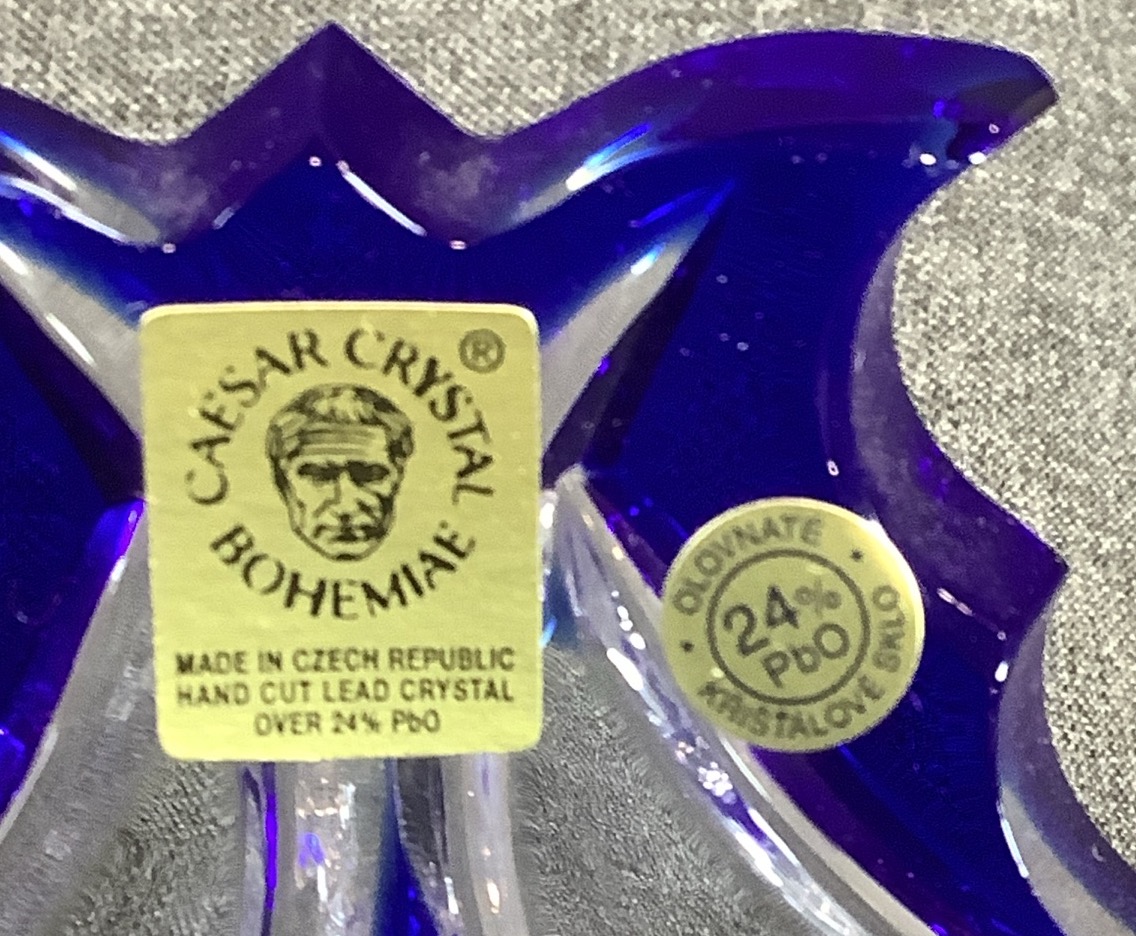 CAESAR CRYSTAL ®
BOHEMIAE
MADE IN CZECH REPUBLIC
HAND CUT LEAD CRYSTAL
OVER 24% PbO
• OLOVNATE •
KRISTALOVE SKLO
24%
PbO